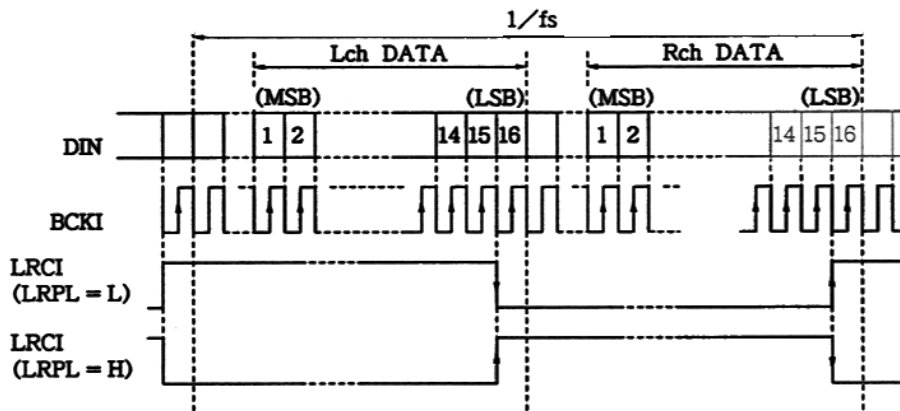 1/fs
Lch DATA
Rch DATA
(MSB)
(LSB)
(MSB)
(LSB)
DIN
1 2
14 15 16
1 2
14 15 16
BCKI
LRCI
(LRPL = L)
LRCI
(LRPL = H)